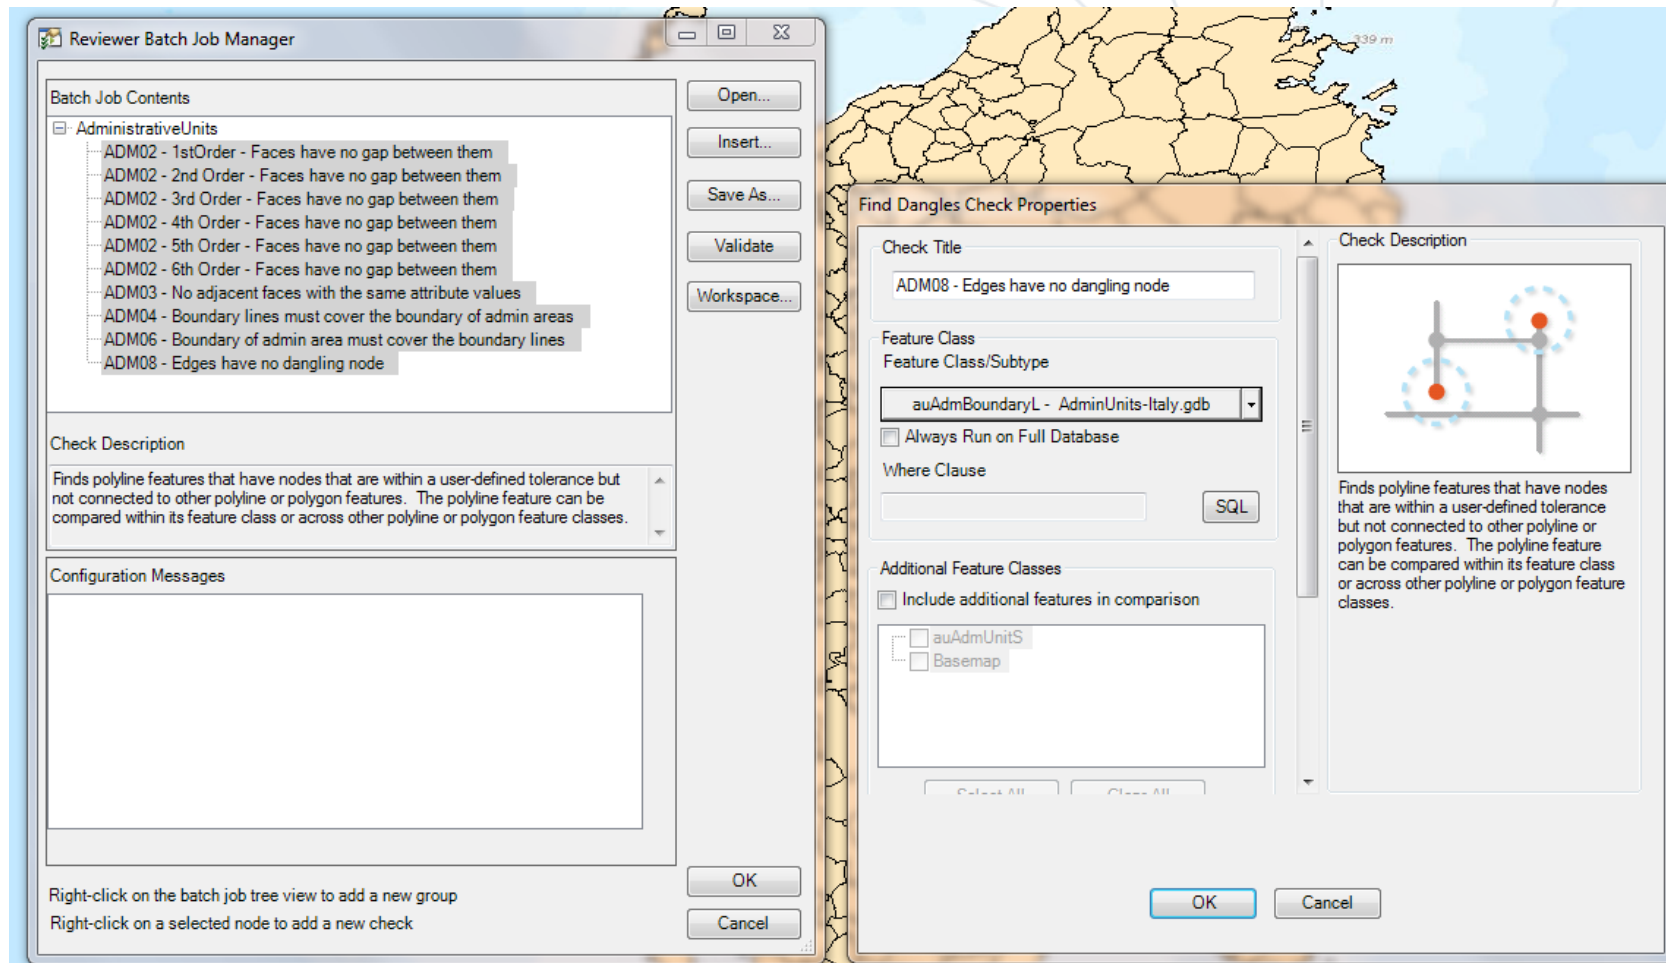 Reviewer Batch Job Manager
Batch Job Contents
AdministrativeUnits
ADM02 - 1stOrder - Faces have no gap between them
ADM02 - 2nd Order - Faces have no gap between them
ADM02 - 3rd Order - Faces have no gap between them
ADM02 - 4th Order - Faces have no gap between them
ADM02 - 5th Order - Faces have no gap between them
ADM02 - 6th Order - Faces have no gap between them
ADM03 - No adjacent faces with the same attribute values
ADM04 - Boundary lines must cover the boundary of admin areas
ADM06 - Boundary of admin area must cover the boundary lines
ADM08 - Edges have no dangling node
Open...
Insert...
Save As...
Validate
Workspace...
Check Description
Finds polyline features that have nodes that are within a user-defined tolerance but
not connected to other polyline or polygon features. The polyline feature can be
compared within its feature class or across other polyline or polygon feature classes.
Configuration Messages
Right-click on the batch job tree view to add a new group
Right-click on a selected node to add a new check
OK
Cancel
339 m
Find Dangles Check Properties
Check Title
ADM08 - Edges have no dangling node
Feature Class
Feature Class/Subtype
auAdmBoundaryL - AdminUnits-Italy.gdb
Always Run on Full Database
Where Clause
SQL
Additional Feature Classes
Include additional features in comparison
auAdmUnitS
Basemap
Select All
Clear All
Check Description
Finds polyline features that have nodes
that are within a user-defined tolerance
but not connected to other polyline or
polygon features. The polyline feature
can be compared within its feature class
or across other polyline or polygon feature
classes.
OK
Cancel